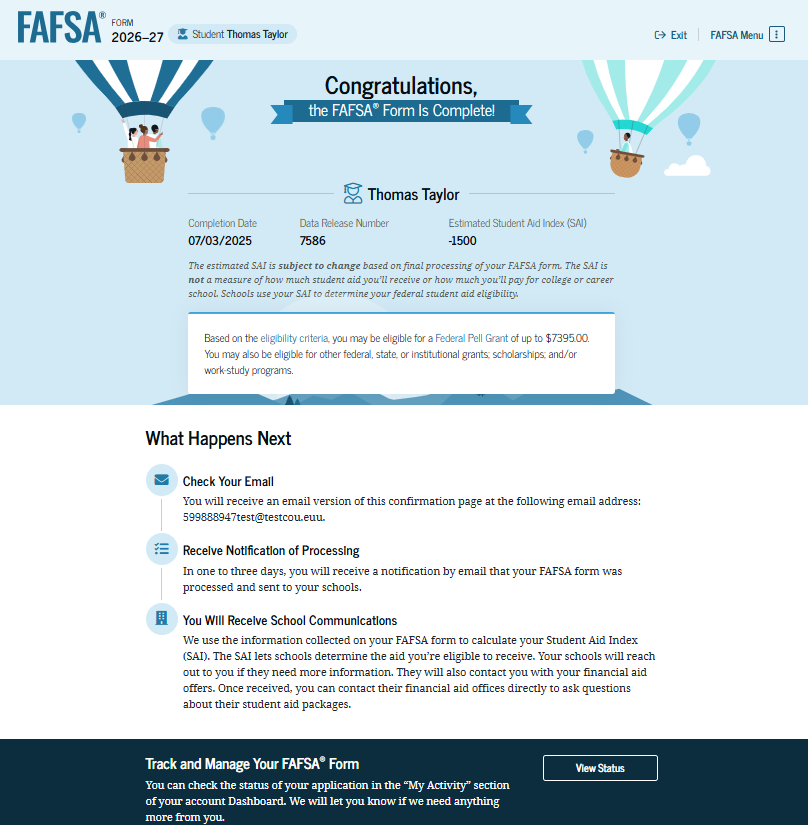 FAFSA® FORM 2026–27 Student Thomas Taylor Exit FAFSA Menu
Congratulations,
the FAFSA® Form Is Complete!
Thomas Taylor
Completion Date Data Release Number Estimated Student Aid Index (SAI)
07/03/2025 7586 -1500
The estimated SAI is subject to change based on final processing of your FAFSA form. The SAI is
not a measure of how much student aid you'll receive or how much you'll pay for college or career
school. Schools use your SAI to determine your federal student aid eligibility.
Based on the eligibility criteria, you may be eligible for a Federal Pell Grant of up to $7395.00.
You may also be eligible for other federal, state, or institutional grants; scholarships; and/or
work-study programs.
What Happens Next
Check Your Email
You will receive an email version of this confirmation page at the following email address:
599888947test@testcou.euu.
Receive Notification of Processing
In one to three days, you will receive a notification by email that your FAFSA form was
processed and sent to your schools.
You Will Receive School Communications
We use the information collected on your FAFSA form to calculate your Student Aid Index
(SAI). The SAI lets schools determine the aid you're eligible to receive. Your schools will reach
out to you if they need more information. They will also contact you with your financial aid
offers. Once received, you can contact their financial aid offices directly to ask questions
about their student aid packages.
Track and Manage Your FAFSA® Form
View Status
You can check the status of your application in the “My Activity” section
of your account Dashboard. We will let you know if we need anything
more from you.